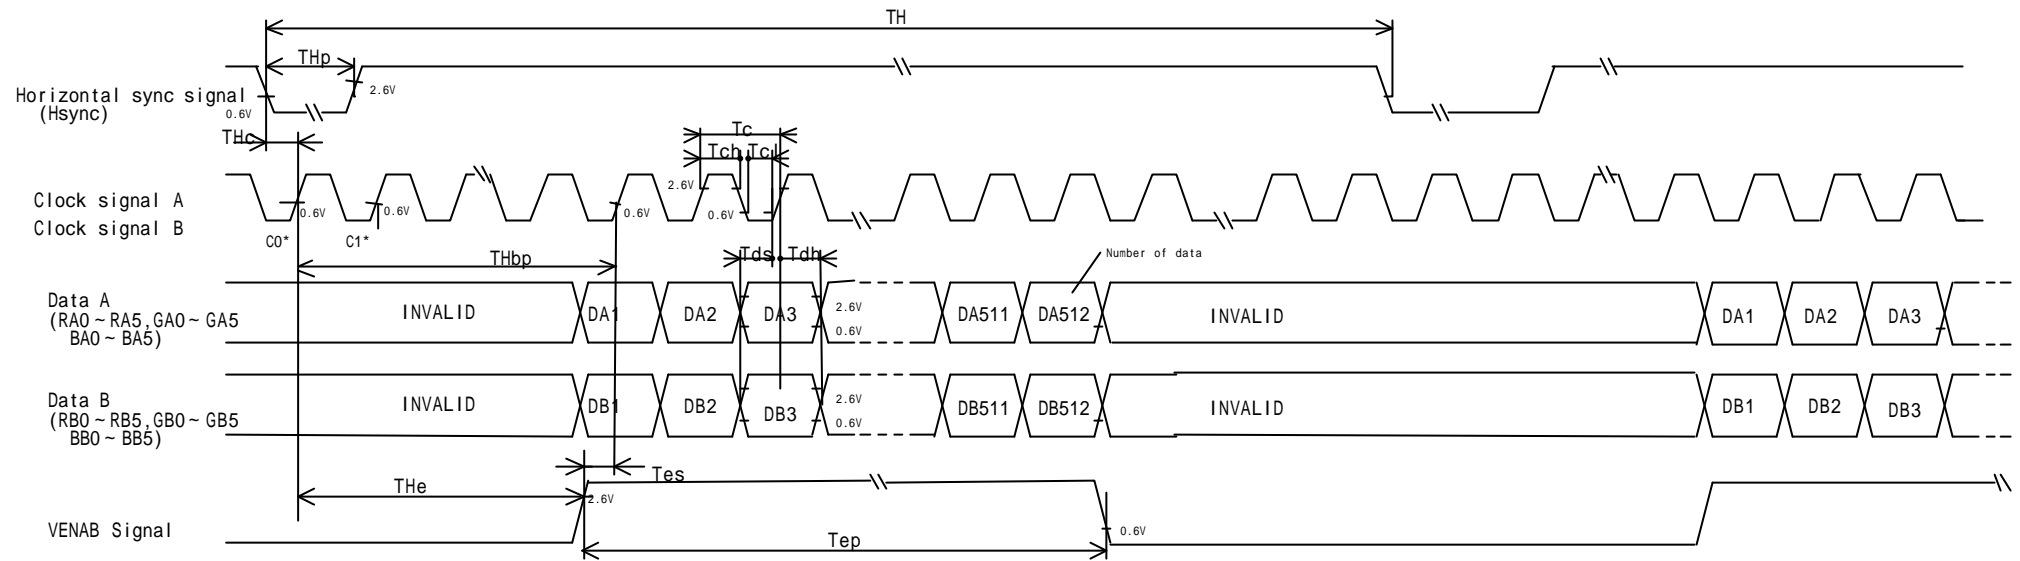 TH
THp
2.6V
Horizontal sync signal
(Hsync)
0.6V
THc
Tc
Tch Tcl
2.6V
0.6V
Clock signal A
0.6V
0.6V
0.6V
Clock signal B
C0* C1*
THbp
Tds Tdh
Number of data
Data A
(RA0~RA5,GA0~GA5
BA0~BA5)
INVALID DA1 DA2 DA3 2.6V 0.6V DA511 DA512 INVALID DA1 DA2 DA3
Data B
(RB0~RB5,GB0~GB5
BB0~BB5)
INVALID DB1 DB2 DB3 2.6V 0.6V DB511 DB512 INVALID DB1 DB2 DB3
Tes
THe
2.6V
VENAB Signal
0.6V
Tep